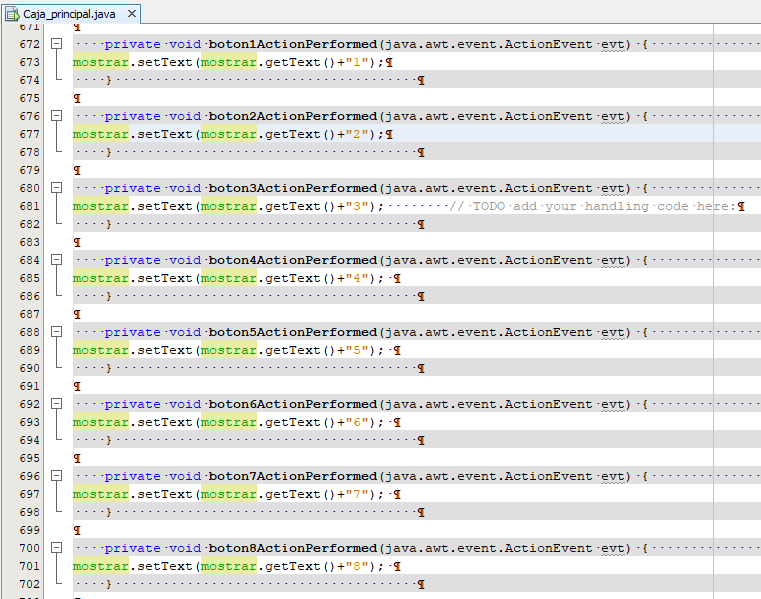 Caja_principal.java ×
671 ¶
672 private void boton1ActionPerformed(java.awt.event.ActionEvent evt) {
673 mostrar.setText(mostrar.getText()+"1");¶
674 } ¶
675 ¶
676 private void boton2ActionPerformed(java.awt.event.ActionEvent evt) {
677 mostrar.setText(mostrar.getText()+"2");¶
678 } ¶
679 ¶
680 private void boton3ActionPerformed(java.awt.event.ActionEvent evt) {
681 mostrar.setText(mostrar.getText()+"3"); // TODO add your handling code here:¶
682 } ¶
683 ¶
684 private void boton4ActionPerformed(java.awt.event.ActionEvent evt) {
685 mostrar.setText(mostrar.getText()+"4"); ¶
686 } ¶
687 ¶
688 private void boton5ActionPerformed(java.awt.event.ActionEvent evt) {
689 mostrar.setText(mostrar.getText()+"5"); ¶
690 } ¶
691 ¶
692 private void boton6ActionPerformed(java.awt.event.ActionEvent evt) {
693 mostrar.setText(mostrar.getText()+"6"); ¶
694 } ¶
695 ¶
696 private void boton7ActionPerformed(java.awt.event.ActionEvent evt) {
697 mostrar.setText(mostrar.getText()+"7"); ¶
698 } ¶
699 ¶
700 private void boton8ActionPerformed(java.awt.event.ActionEvent evt) {
701 mostrar.setText(mostrar.getText()+"8"); ¶
702 } ¶